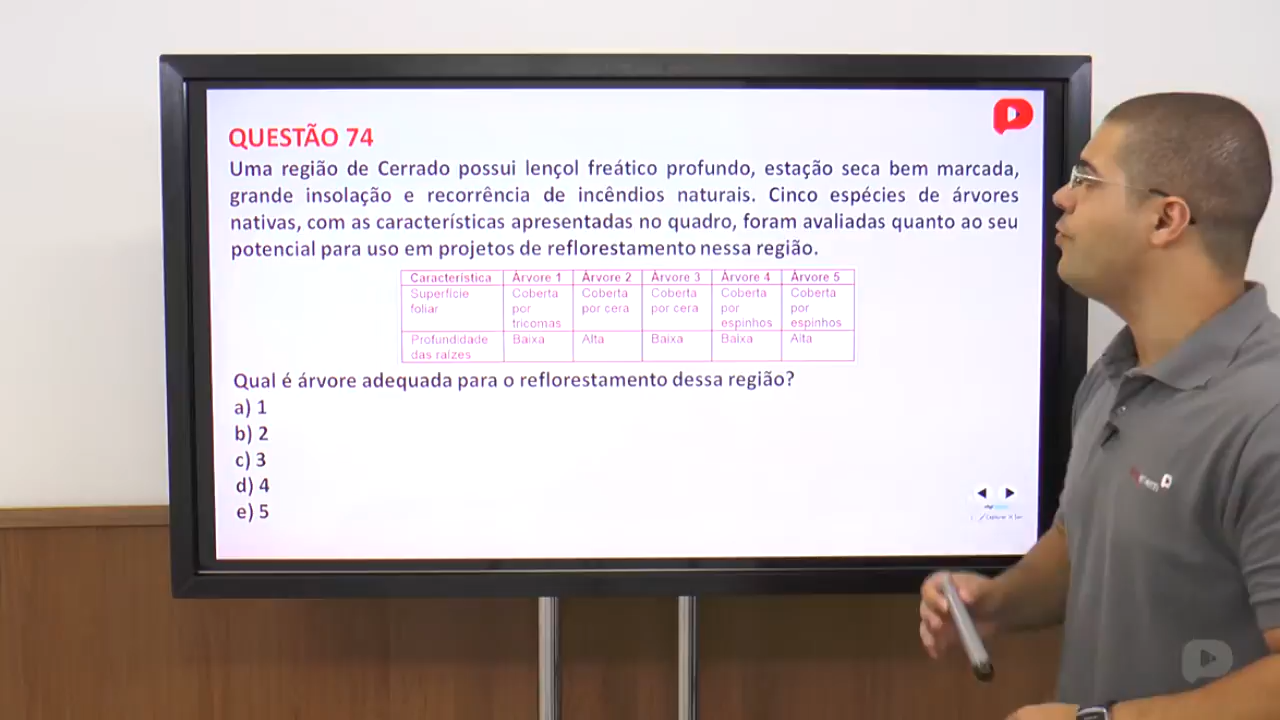 QUESTÃO 74
Uma região de Cerrado possui lençol freático profundo, estação seca bem marcada,
grande insolação e recorrência de incêndios naturais. Cinco espécies de árvores
nativas, com as características apresentadas no quadro, foram avaliadas quanto ao seu
potencial para uso em projetos de reflorestamento nessa região.
Característica Árvore 1 Árvore 2 Árvore 3 Árvore 4 Árvore 5
Superfície foliar Coberta por tricomas Coberta por cera Coberta por cera Coberta por espinhos Coberta por espinhos
Profundidade das raízes Baixa Alta Baixa Baixa Alta
Qual é árvore adequada para o reflorestamento dessa região?
a) 1
b) 2
c) 3
d) 4
e) 5